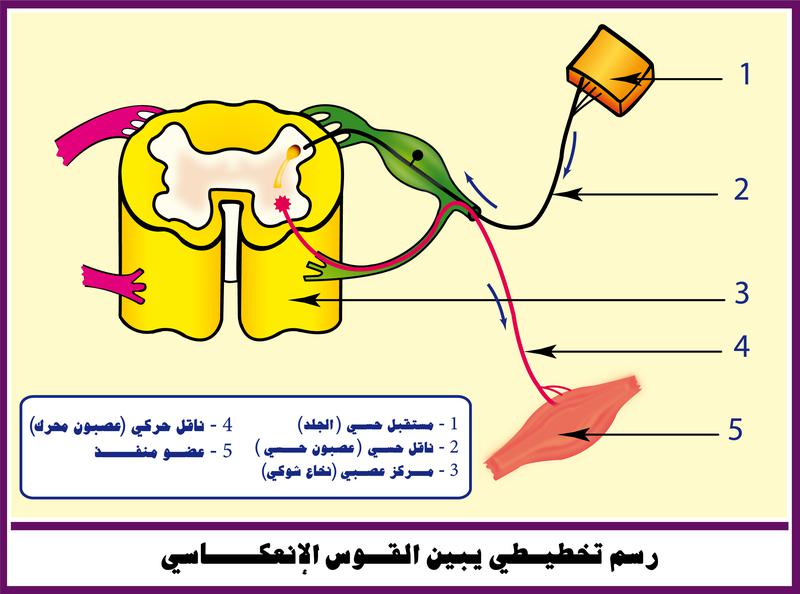 1
2
3
4
5
1 - مستقبل حسي (الجلد)
2 - ناقل حسي (عصبون حسي)
3 - مركز عصبي (نخاع شوكي)
4 - ناقل حركي (عصبون محرك)
5 - عضو منفذ
رسم تخطيطي يبين القوس الإنعكاسي